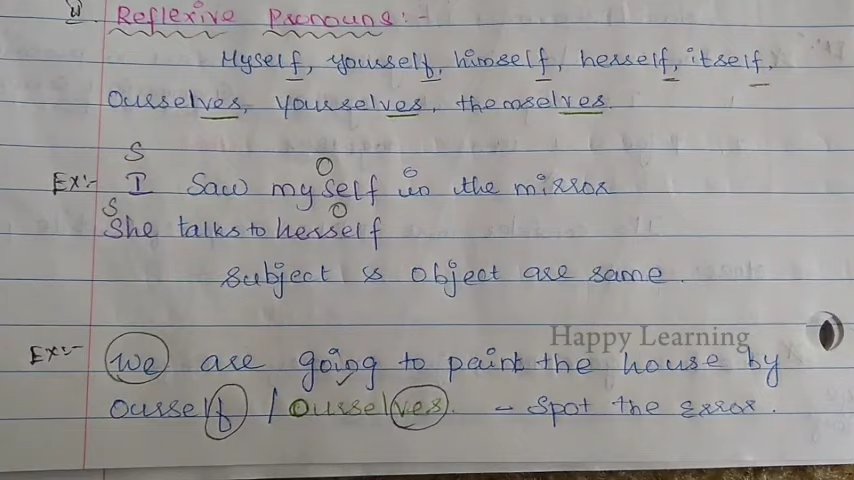 Reflexive Pronouns:-
Myself, yourself, himself, herself, itself.
Ourselves, yourselves, themselves.
S O
Ex:- I saw myself in the mirror
S O
She talks to herself
Subject & object are same.
Happy Learning
Ex:- We are going to paint the house by
ourself / ourselves. - Spot the error.